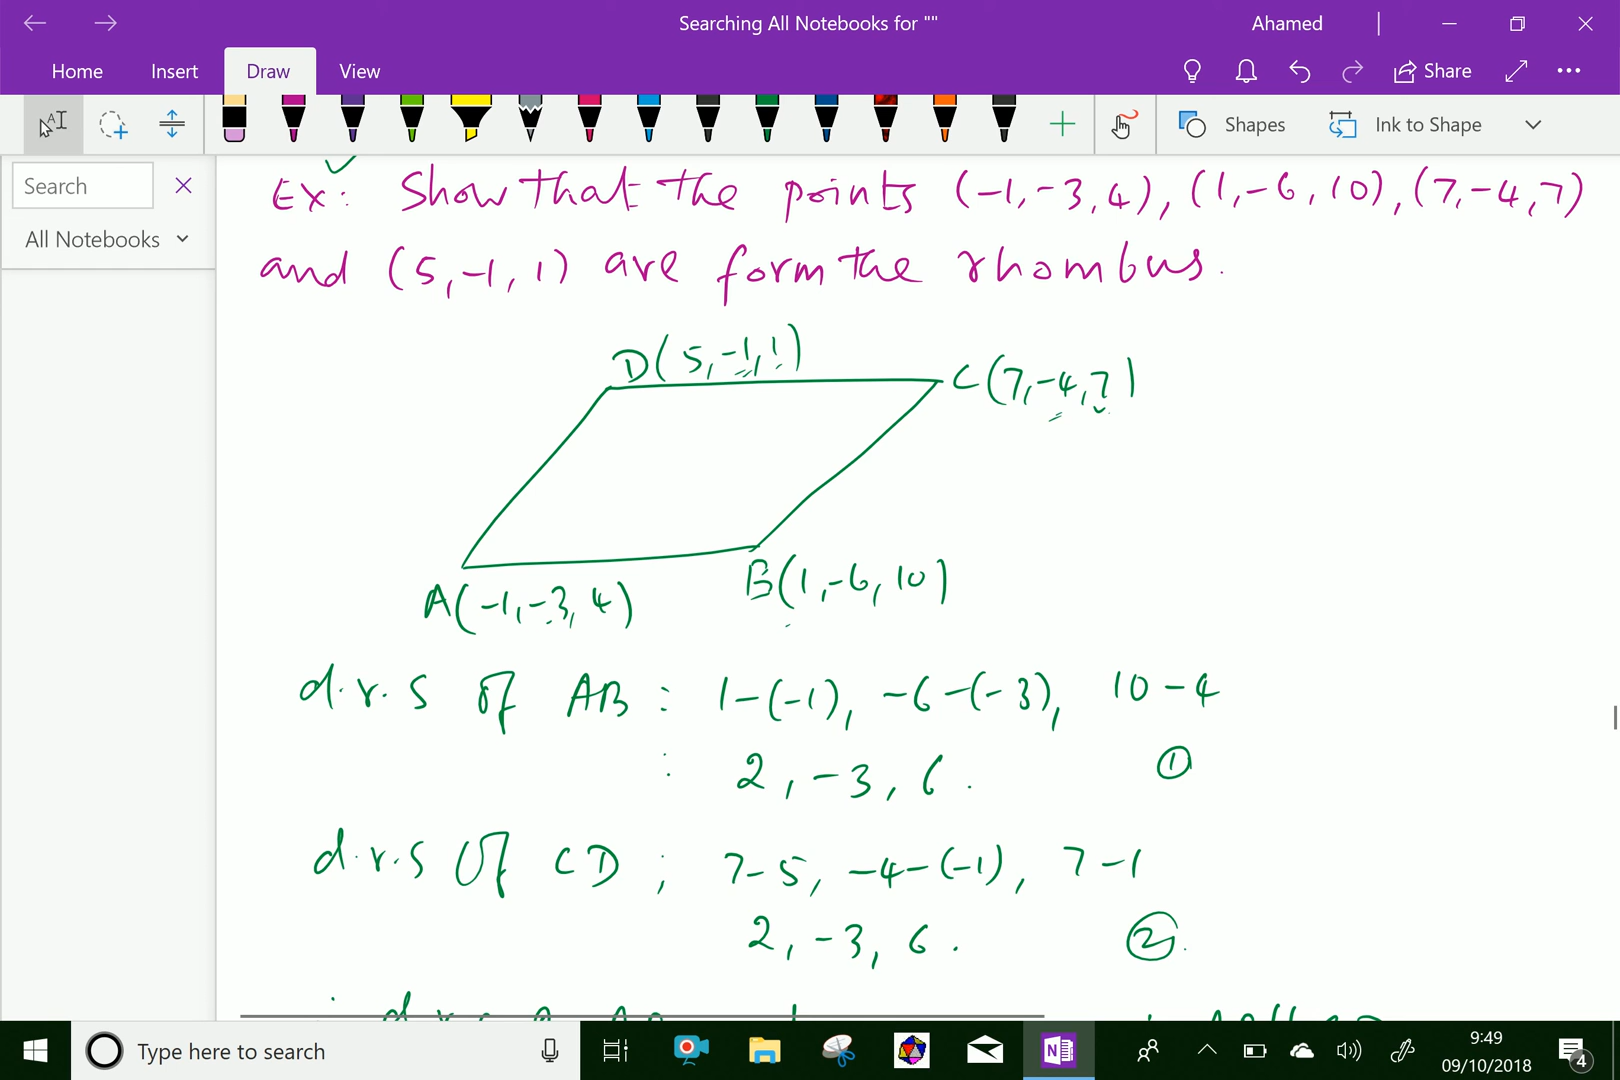 Searching All Notebooks for ""
Ahamed
Home Insert Draw View
Share
Shapes
Ink to Shape
Search
All Notebooks
Ex: Show that the points (-1,-3,4), (1,-6,10), (7,-4,7)
and (5,-1,1) are form the rhombus.
D(5,-1,1)
C(7,-4,7)
A(-1,-3,4)
B(1,-6,10)
d.r.s of AB : 1-(-1), -6-(-3), 10-4
: 2, -3, 6. ①
d.r.s of CD ; 7-5, -4-(-1), 7-1
2, -3, 6. ②.
Type here to search
9:49
09/10/2018
4